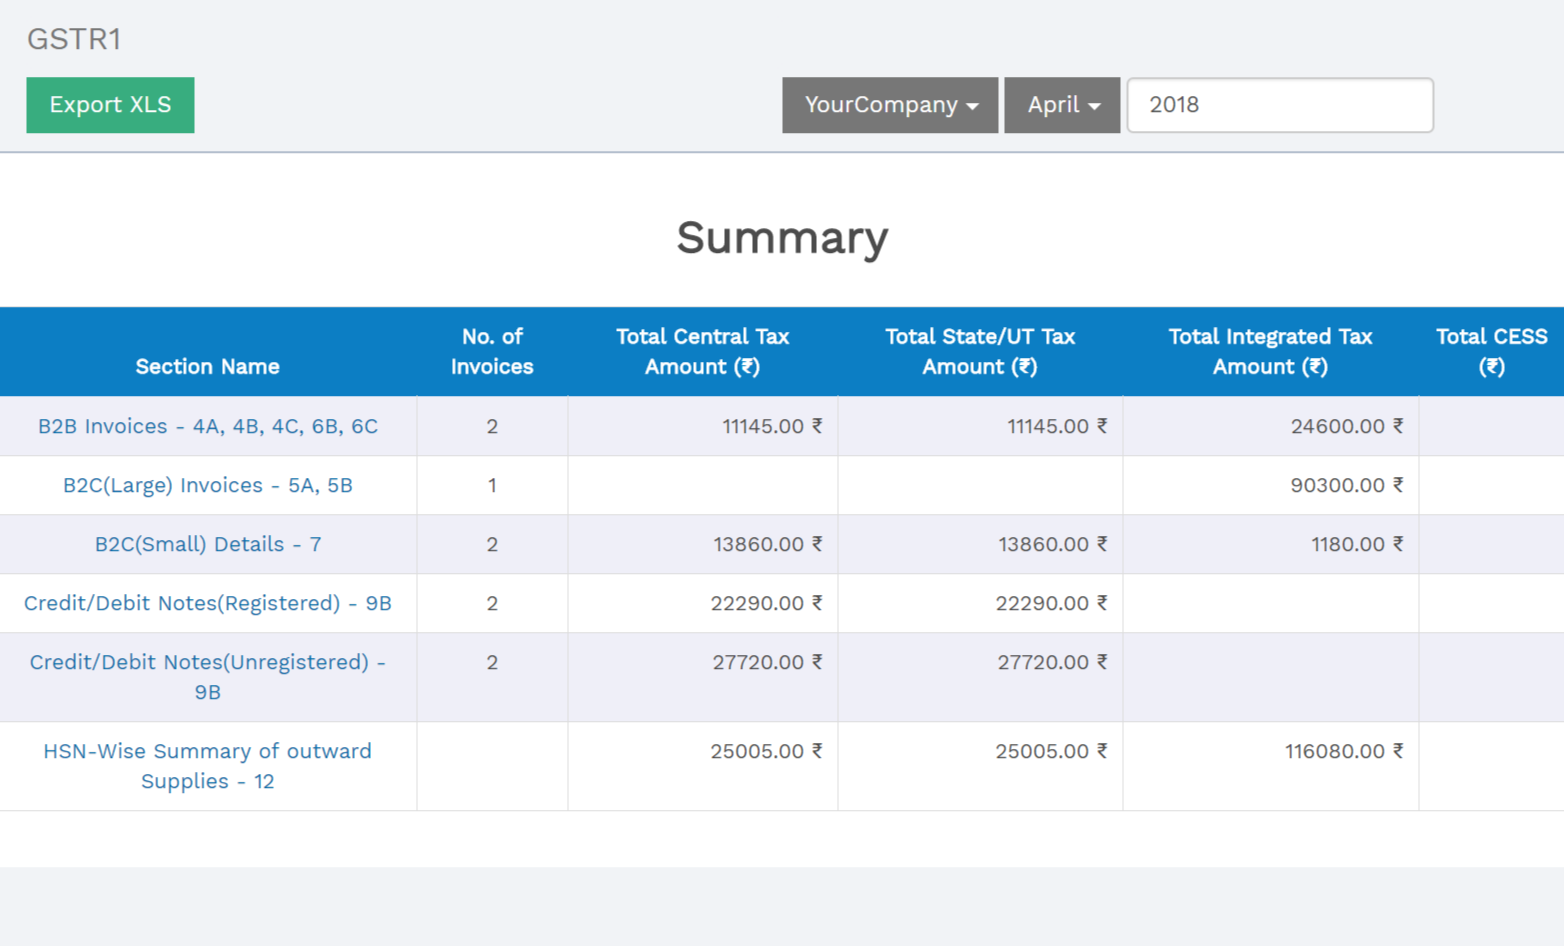 GSTR1
Export XLS
YourCompany
April
2018
Summary
Section Name
No. of
Invoices
Total Central Tax
Amount (₹)
Total State/UT Tax
Amount (₹)
Total Integrated Tax
Amount (₹)
Total CESS
(₹)
B2B Invoices - 4A, 4B, 4C, 6B, 6C 2 11145.00 ₹ 11145.00 ₹ 24600.00 ₹
B2C(Large) Invoices - 5A, 5B 1 90300.00 ₹
B2C(Small) Details - 7 2 13860.00 ₹ 13860.00 ₹ 1180.00 ₹
Credit/Debit Notes(Registered) - 9B 2 22290.00 ₹ 22290.00 ₹
Credit/Debit Notes(Unregistered) - 2 27720.00 ₹ 27720.00 ₹
9B
HSN-Wise Summary of outward 25005.00 ₹ 25005.00 ₹ 116080.00 ₹
Supplies - 12